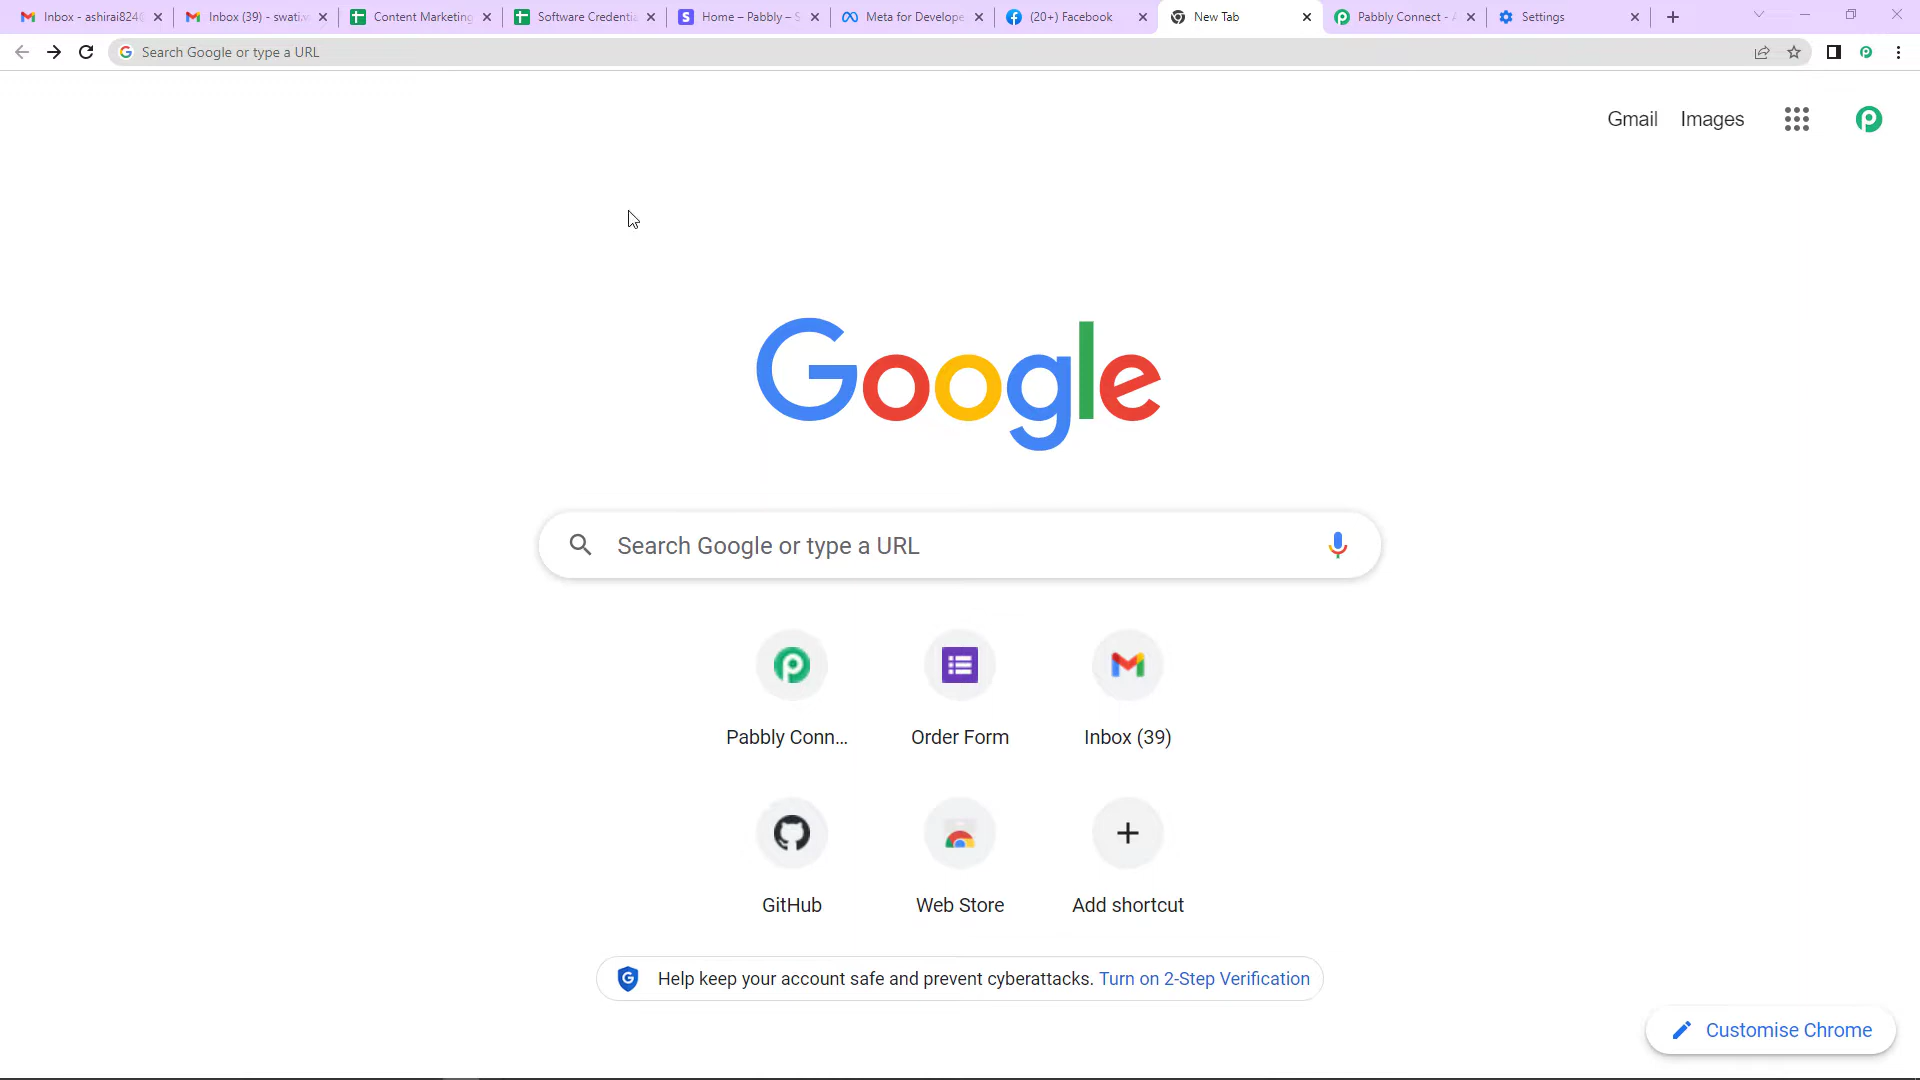 Inbox - ashirai824@
Inbox (39) - swati.v
Content Marketing
Software Credentia
Home – Pabbly – S
Meta for Develope
(20+) Facebook
New Tab
Pabbly Connect - A
Settings
Search Google or type a URL
Gmail
Images
Google
Search Google or type a URL
Pabbly Conn...
Order Form
Inbox (39)
GitHub
Web Store
Add shortcut
Help keep your account safe and prevent cyberattacks. Turn on 2-Step Verification
Customise Chrome